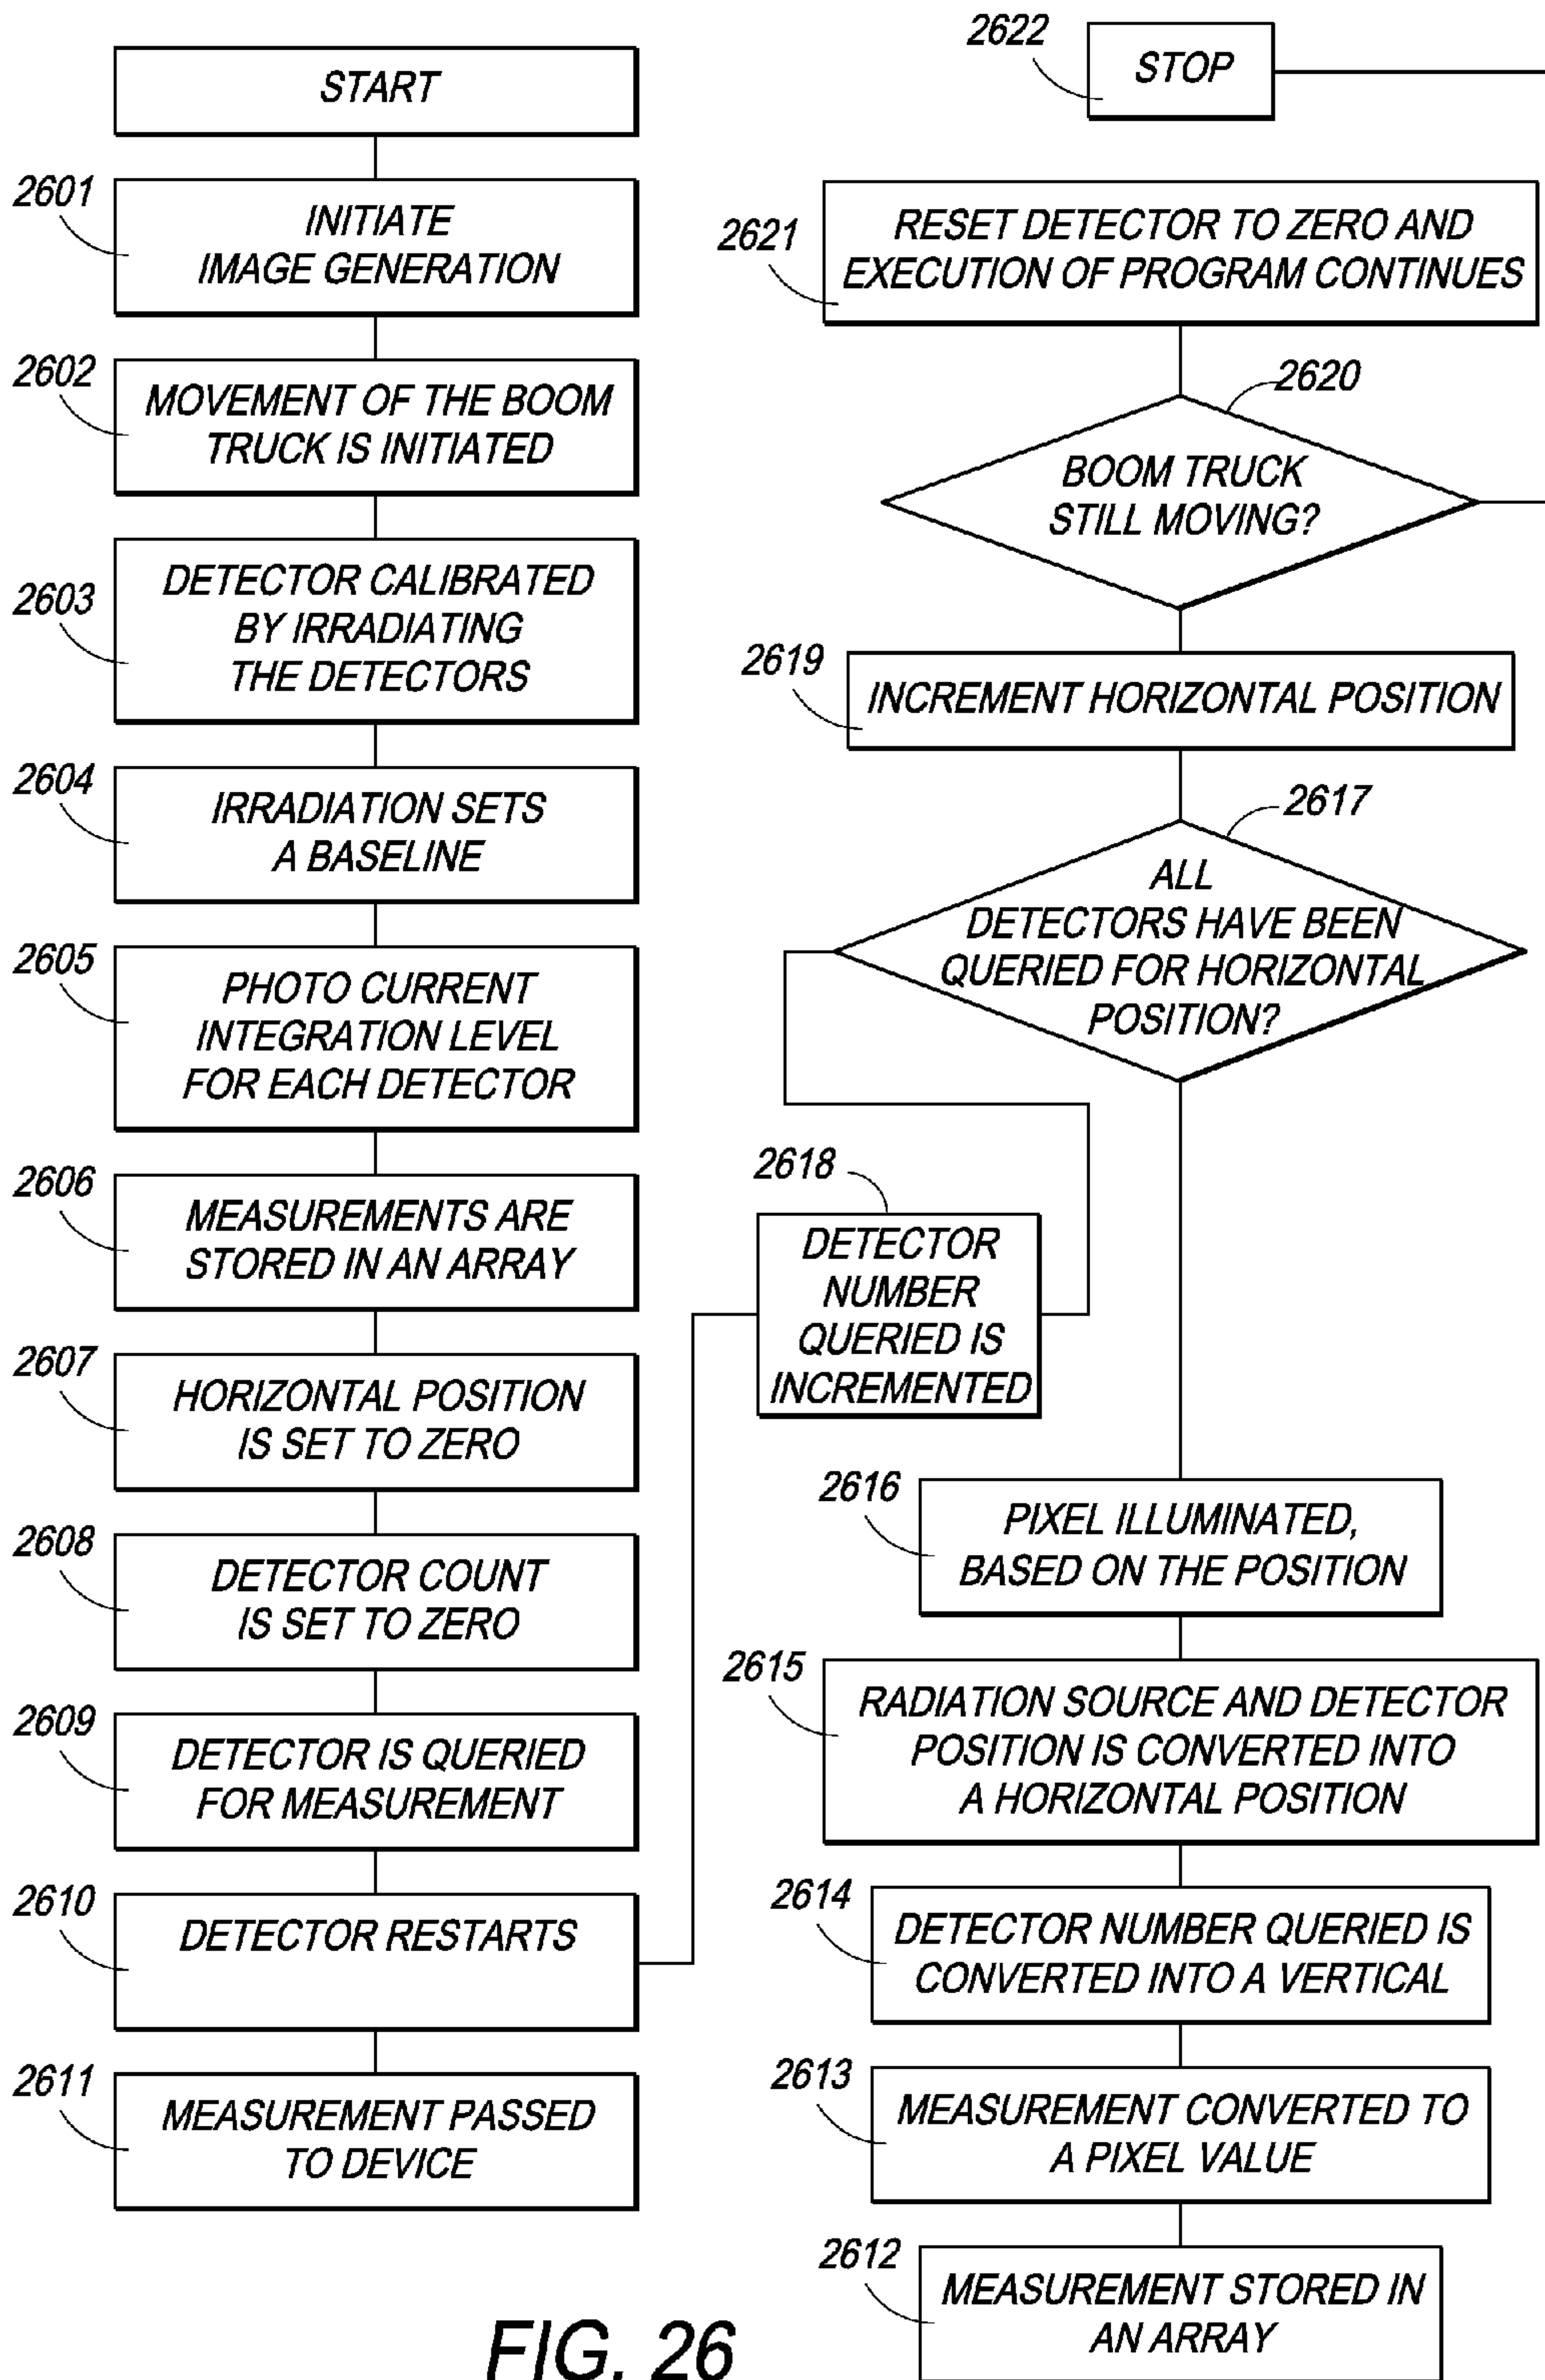 START
2601
INITIATE
IMAGE GENERATION
2602
MOVEMENT OF THE BOOM
TRUCK IS INITIATED
2603
DETECTOR CALIBRATED
BY IRRADIATING
THE DETECTORS
2604
IRRADIATION SETS
A BASELINE
2605
PHOTO CURRENT
INTEGRATION LEVEL
FOR EACH DETECTOR
2606
MEASUREMENTS ARE
STORED IN AN ARRAY
2607
HORIZONTAL POSITION
IS SET TO ZERO
2608
DETECTOR COUNT
IS SET TO ZERO
2609
DETECTOR IS QUERIED
FOR MEASUREMENT
2610
DETECTOR RESTARTS
2611
MEASUREMENT PASSED
TO DEVICE
2622
STOP
2621
RESET DETECTOR TO ZERO AND
EXECUTION OF PROGRAM CONTINUES
2620
BOOM TRUCK
STILL MOVING?
2619
INCREMENT HORIZONTAL POSITION
2617
ALL
DETECTORS HAVE BEEN
QUERIED FOR HORIZONTAL
POSITION?
2618
DETECTOR
NUMBER
QUERIED IS
INCREMENTED
2616
PIXEL ILLUMINATED,
BASED ON THE POSITION
2615
RADIATION SOURCE AND DETECTOR
POSITION IS CONVERTED INTO
A HORIZONTAL POSITION
2614
DETECTOR NUMBER QUERIED IS
CONVERTED INTO A VERTICAL
2613
MEASUREMENT CONVERTED TO
A PIXEL VALUE
2612
MEASUREMENT STORED IN
AN ARRAY
FIG. 26